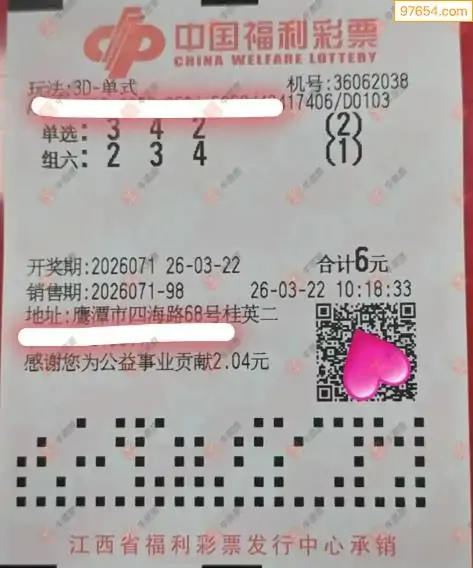 97654.com
中国福利彩票
CHINA WELFARE LOTTERY
玩法:3D-单式 机号:36062038
17406/D0103
单选: 3 4 2 (2)
组六: 2 3 4 (1)
开奖期:2026071 26-03-22 合计6元
销售期:2026071-98 26-03-22 10:18:33
地址:鹰潭市四海路68号桂英二
感谢您为公益事业贡献2.04元
江西省福利彩票发行中心承销